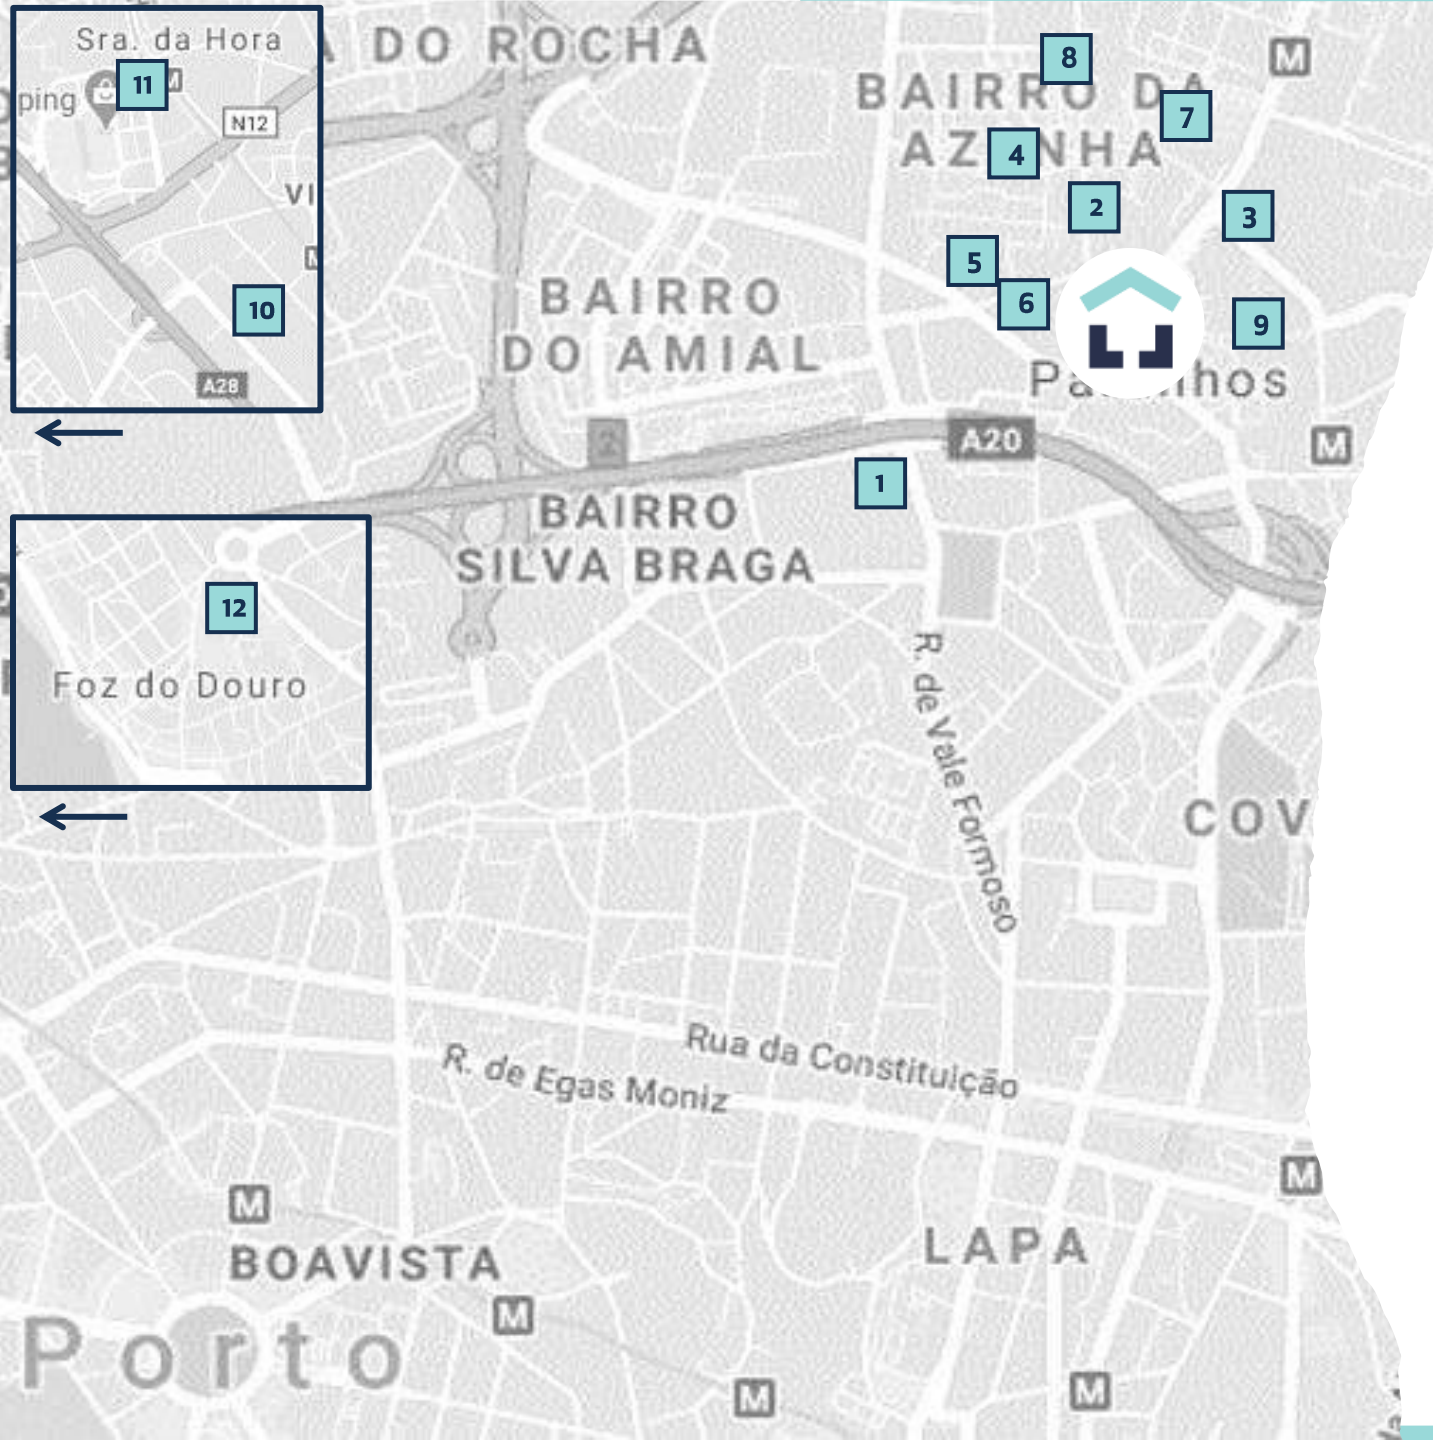 Sra. da Hora
11
M
ping
N12
VI
10
A28
A DO ROCHA
8
M
BAIRRO DA
7
AZ NHA
4
2
3
5
6
9
BAIRRO
DO AMIAL
Pa nhos
A20
M
1
BAIRRO
SILVA BRAGA
12
Foz do Douro
R. de Vale Formoso
COV
Rua da Constituição
R. de Egas Moniz
M
M
BOAVISTA
LAPA
M
Porto
M
M